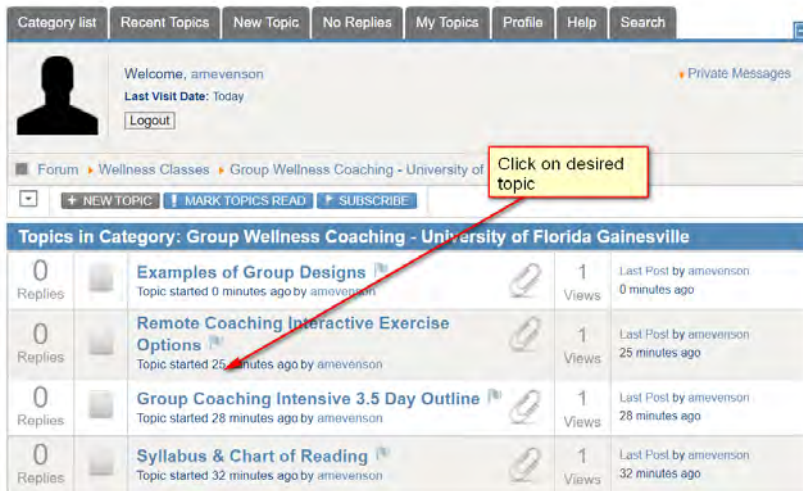 Category list Recent Topics New Topic No Replies My Topics Profile Help Search
Welcome, amevenson
Private Messages
Last Visit Date: Today
Logout
Forum Wellness Classes Group Wellness Coaching - University of
Click on desired
topic
+ NEW TOPIC ! MARK TOPICS READ SUBSCRIBE
Topics in Category: Group Wellness Coaching - University of Florida Gainesville
0 Replies
Examples of Group Designs
Topic started 0 minutes ago by amevenson
1 Views
Last Post by amevenson
0 minutes ago
0 Replies
Remote Coaching Interactive Exercise
Options
Topic started 25 minutes ago by amevenson
1 Views
Last Post by amevenson
25 minutes ago
0 Replies
Group Coaching Intensive 3.5 Day Outline
Topic started 28 minutes ago by amevenson
1 Views
Last Post by amevenson
28 minutes ago
0 Replies
Syllabus & Chart of Reading
Topic started 32 minutes ago by amevenson
1 Views
Last Post by amevenson
32 minutes ago